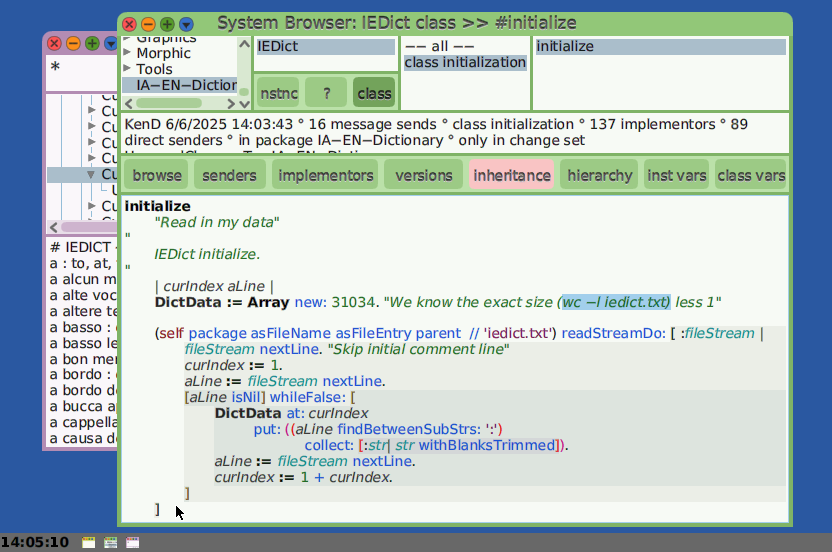 System Browser: IEDict class >> #initialize
Graphics
Morphic
Tools
IA−EN−Diction
IEDict
nstnc
?
class
−− all −−
class initialization
initialize
KenD 6/6/2025 14:03:43 ° 16 message sends ° class initialization ° 137 implementors ° 89
direct senders ° in package IA−EN−Dictionary ° only in change set
browse
senders
implementors
versions
inheritance
hierarchy
inst vars
class vars
initialize
"Read in my data"
"
IEDict initialize.
"
| curIndex aLine |
DictData := Array new: 31034. "We know the exact size (wc −l iedict.txt) less 1"
(self package asFileName asFileEntry parent // 'iedict.txt') readStreamDo: [ :fileStream |
fileStream nextLine. "Skip initial comment line"
curIndex := 1.
aLine := fileStream nextLine.
[aLine isNil] whileFalse: [
DictData at: curIndex
put: ((aLine findBetweenSubStrs: ':')
collect: [:str| str withBlanksTrimmed]).
aLine := fileStream nextLine.
curIndex := 1 + curIndex.
]
]
*
Cu
Cu
Cu
Cu
Cu
Cu
# IEDICT
a : to, at,
a alcun m
a alte voc
a altere te
a basso :
a basso le
a bon mer
a bordo :
a bordo de
a bucca ap
a cappella
a causa de
14:05:10